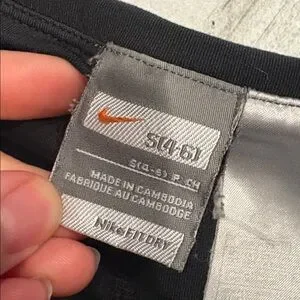 S(4-6)
S(4-6) P CH
MADE IN CAMBODIA
FABRIQUE AU CAMBODGE
Nike FIT DRY